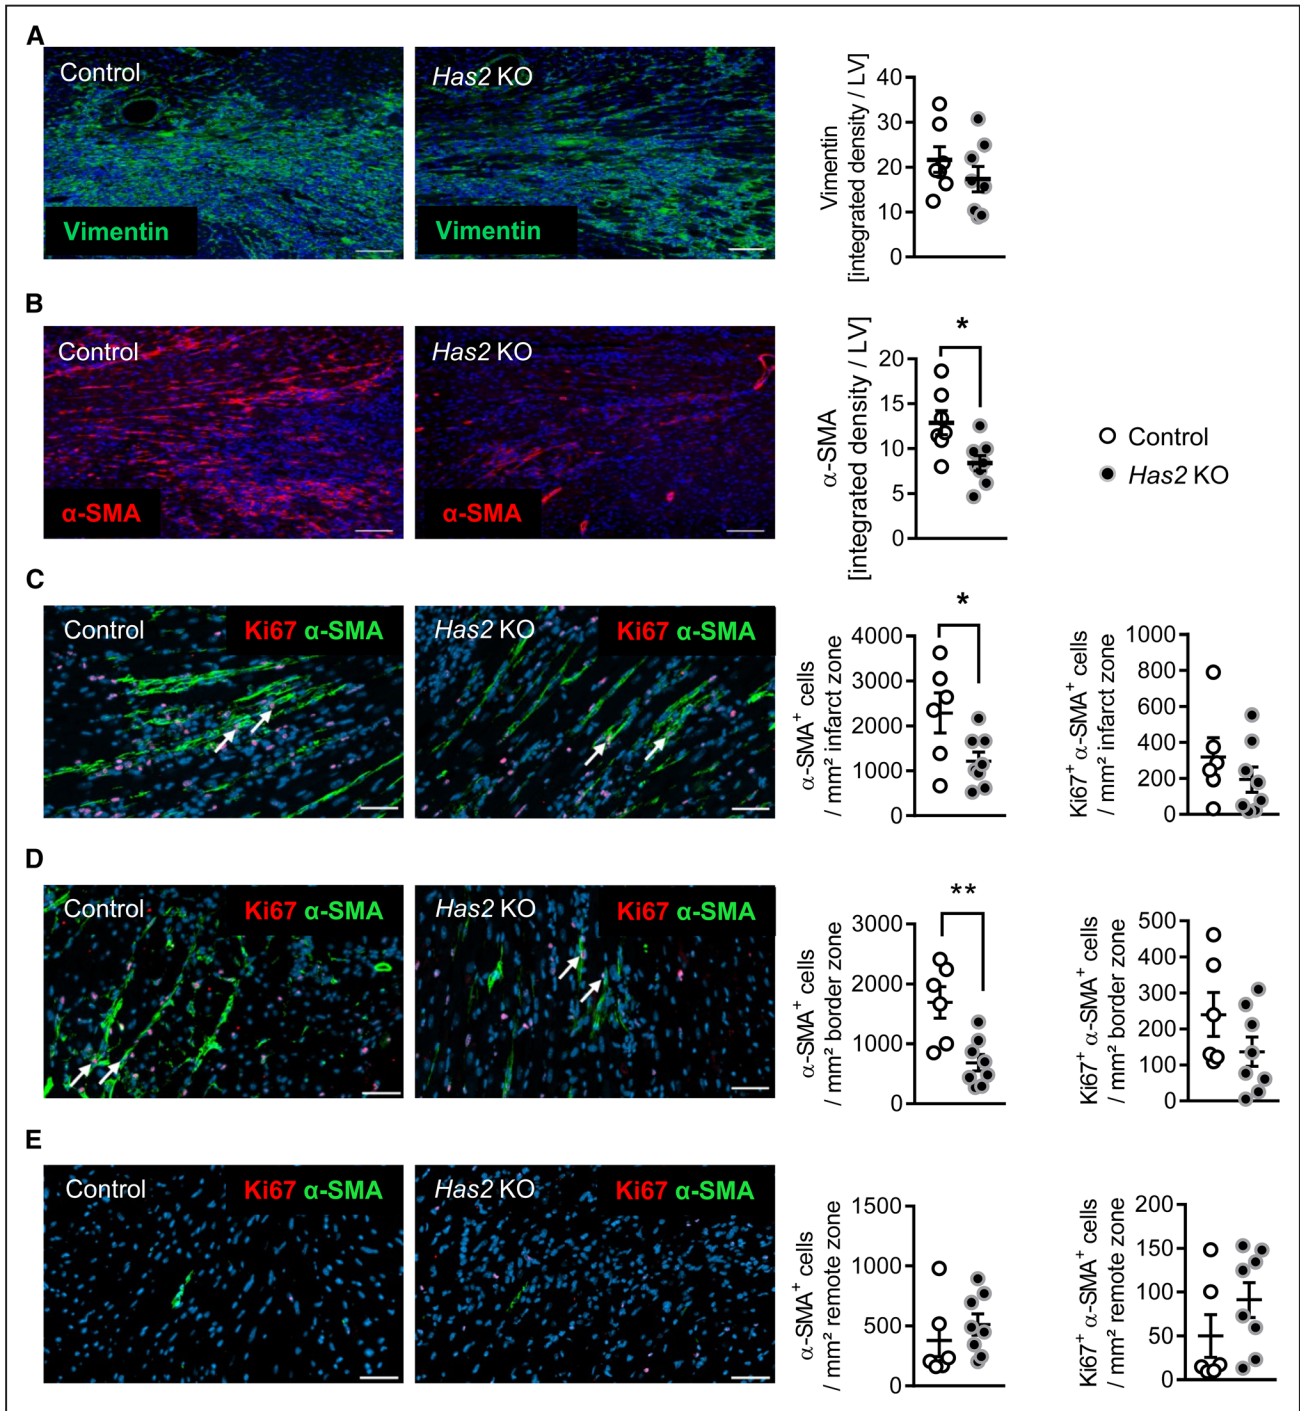 A
Control
Has2 KO
Vimentin
Vimentin
Vimentin
[integrated density / LV]
40
30
20
10
0
B
Control
Has2 KO
α-SMA
α-SMA
α-SMA
[integrated density / LV]
20
15
10
5
0
*
Control
Has2 KO
C
Control
Ki67 α-SMA
Has2 KO
Ki67 α-SMA
α-SMA⁺ cells
/ mm² infarct zone
4000
3000
2000
1000
0
*
Ki67⁺ α-SMA⁺ cells
/ mm² infarct zone
1000
800
600
400
200
0
D
Control
Ki67 α-SMA
Has2 KO
Ki67 α-SMA
α-SMA⁺ cells
/ mm² border zone
3000
2000
1000
0
**
Ki67⁺ α-SMA⁺ cells
/ mm² border zone
500
400
300
200
100
0
E
Control
Ki67 α-SMA
Has2 KO
Ki67 α-SMA
α-SMA⁺ cells
/ mm² remote zone
1500
1000
500
0
Ki67⁺ α-SMA⁺ cells
/ mm² remote zone
200
150
100
50
0